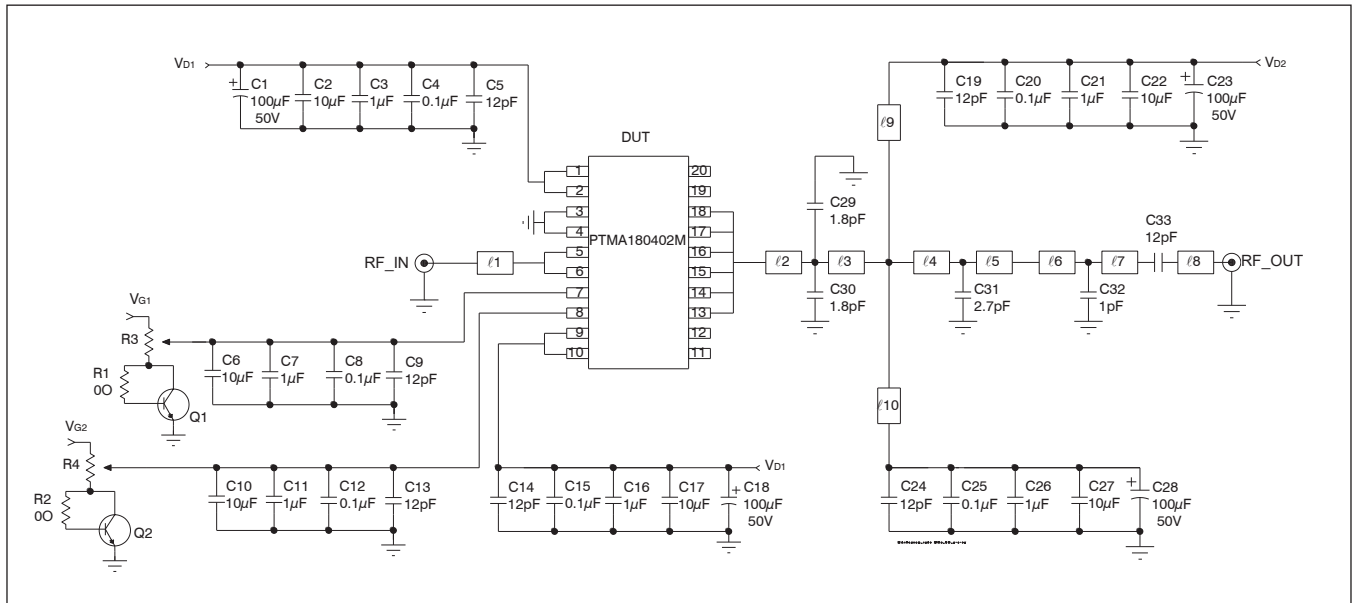 VD1
C1
100µF
50V
C2
10µF
C3
1µF
C4
0.1µF
C5
12pF
C19
12pF
C20
0.1µF
C21
1µF
C22
10µF
C23
100µF
50V
VD2
ℓ9
DUT
PTMA180402M
1
2
3
4
5
6
7
8
9
10
20
19
18
17
16
15
14
13
12
11
RF_IN
ℓ1
C29
1.8pF
ℓ2
ℓ3
C30
1.8pF
ℓ4
C31
2.7pF
ℓ5
ℓ6
C32
1pF
ℓ7
C33
12pF
ℓ8
RF_OUT
VG1
R3
R1
0O
Q1
C6
10µF
C7
1µF
C8
0.1µF
C9
12pF
ℓ10
VG2
R4
R2
0O
Q2
C10
10µF
C11
1µF
C12
0.1µF
C13
12pF
C14
12pF
C15
0.1µF
C16
1µF
C17
10µF
C18
100µF
50V
VD1
C24
12pF
C25
0.1µF
C26
1µF
C27
10µF
C28
100µF
50V